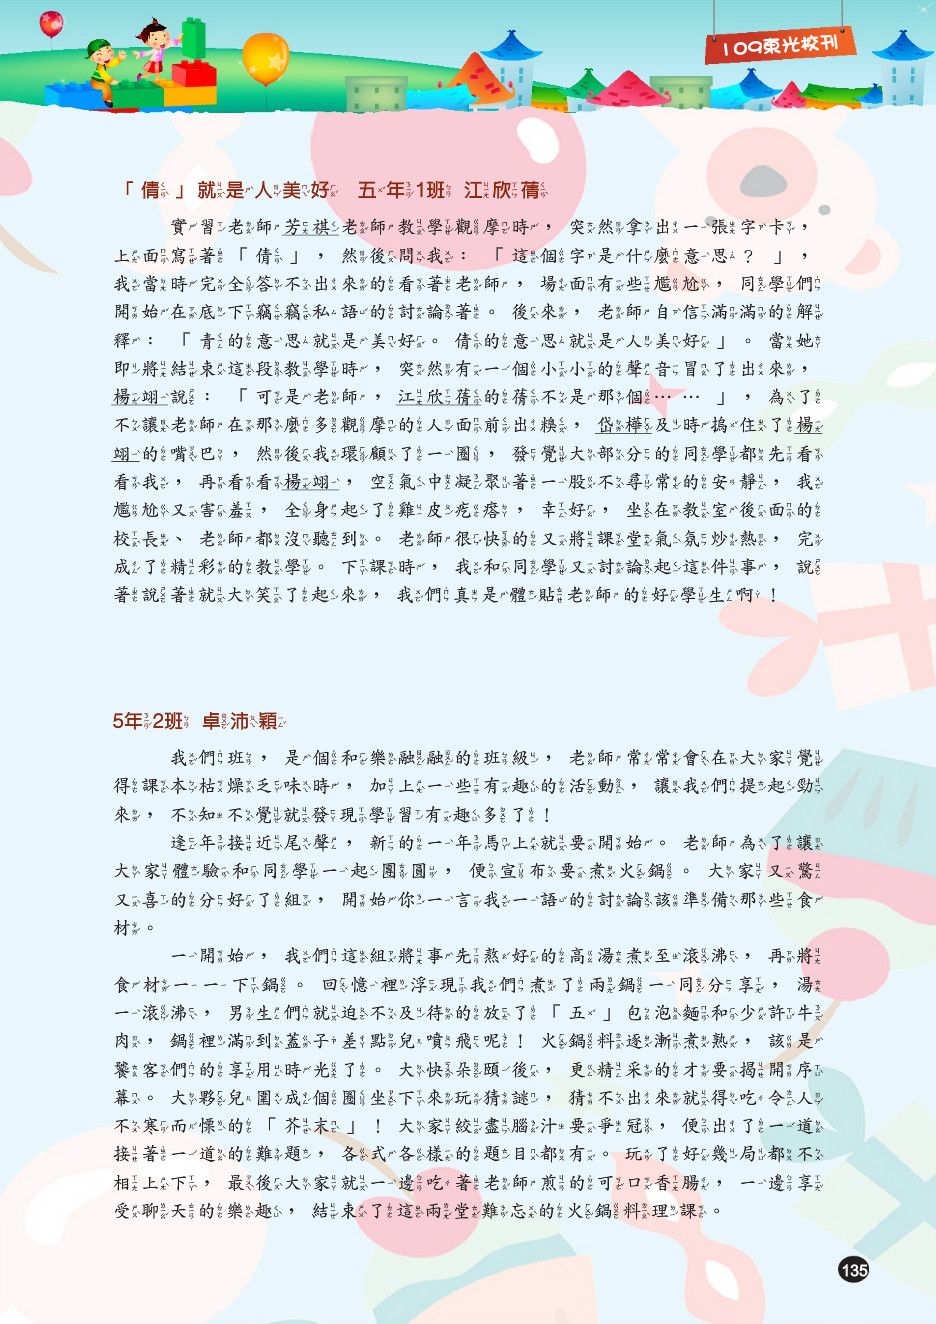 109東光校刊
「倩」就是人美好　五年1班　江欣蒨
實習老師芳祺老師教學觀摩時，突然拿出一張字卡，
上面寫著「倩」，然後問我：「這個字是什麼意思？」，
我當時完全答不出來的看著老師，場面有些尷尬，同學們
開始在底下竊竊私語的討論著。後來，老師自信滿滿的解
釋：「青的意思就是美好。倩的意思就是人美好」。當她
即將結束這段教學時，突然有一個小小的聲音冒了出來，
楊翊說：「可是老師，江欣蒨的蒨不是那個……」，為了
不讓老師在那麼多觀摩的人面前出糗，岱樺及時摀住了楊
翊的嘴巴，然後我環顧了一圈，發覺大部分的同學都先看
看我，再看看楊翊，空氣中凝聚著一股不尋常的安靜，我
尷尬又害羞，全身起了雞皮疙瘩，幸好，坐在教室後面的
校長、老師都沒聽到。老師很快的又將課堂氣氛炒熱，完
成了精彩的教學。下課時，我和同學又討論起這件事，說
著說著就大笑了起來，我們真是體貼老師的好學生啊！
5年2班　卓沛穎
我們班，是個和樂融融的班級，老師常常會在大家覺
得課本枯燥乏味時，加上一些有趣的活動，讓我們提起勁
來，不知不覺就發現學習有趣多了！
逢年接近尾聲，新的一年馬上就要開始。老師為了讓
大家體驗和同學一起團圓，便宣布要煮火鍋。大家又驚
又喜的分好了組，開始你一言我一語的討論該準備那些食
材。
一開始，我們這組將事先熬好的高湯煮至滾沸，再將
食材一一下鍋。回憶裡浮現我們煮了兩鍋一同分享，湯
一滾沸，男生們就迫不及待的放了「五」包泡麵和少許牛
肉，鍋裡滿到蓋子差點兒噴飛呢！火鍋料逐漸煮熟，該是
饕客們的享用時光了。大快朵頤後，更精采的才要揭開序
幕。大夥兒圍成個圈坐下來玩猜謎，猜不出來就得吃令人
不寒而慄的「芥末」！大家絞盡腦汁要爭冠，便出了一道
接著一道的難題，各式各樣的題目都有。玩了好幾局都不
相上下，最後大家就一邊吃著老師煎的可口香腸，一邊享
受聊天的樂趣，結束了這兩堂難忘的火鍋料理課。
135